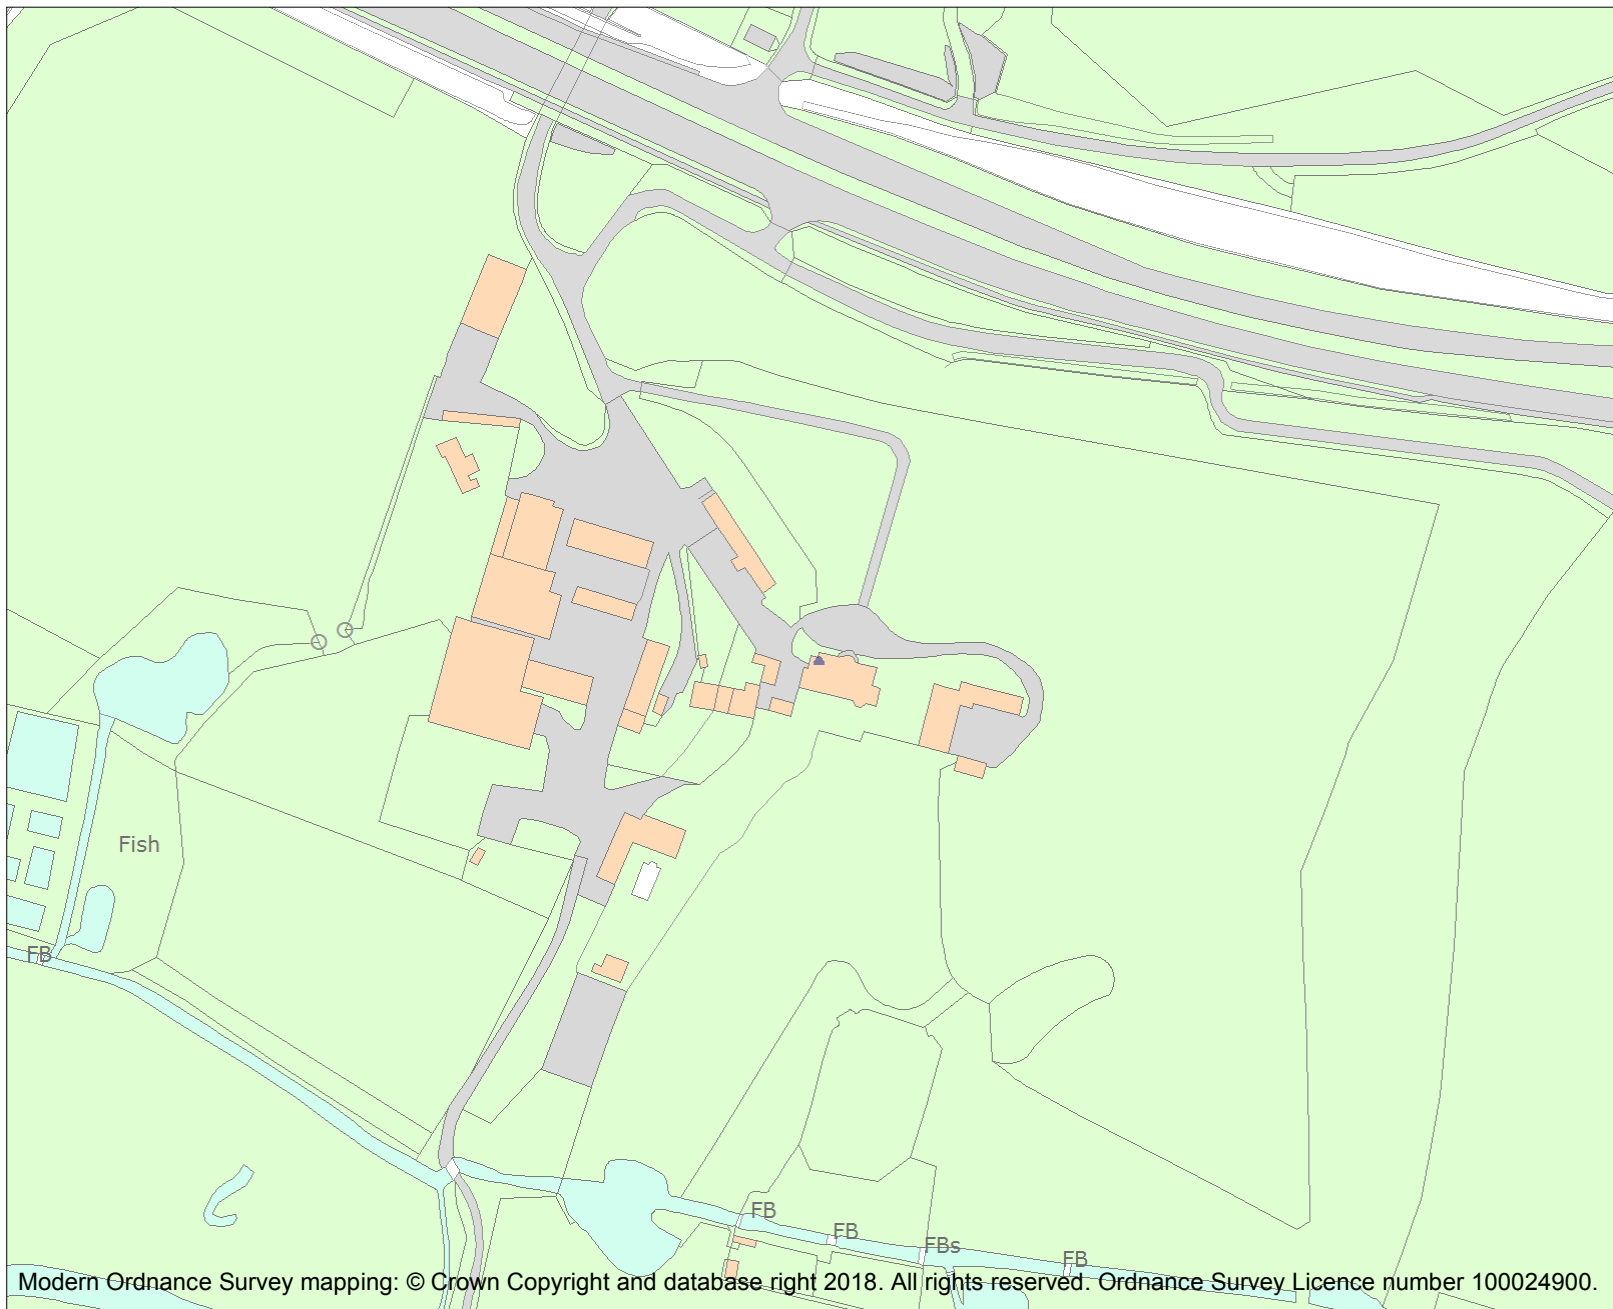 Fish
FB
FB
FB
FBs
FB
Modern Ordnance Survey mapping: © Crown Copyright and database right 2018. All rights reserved. Ordnance Survey Licence number 100024900.